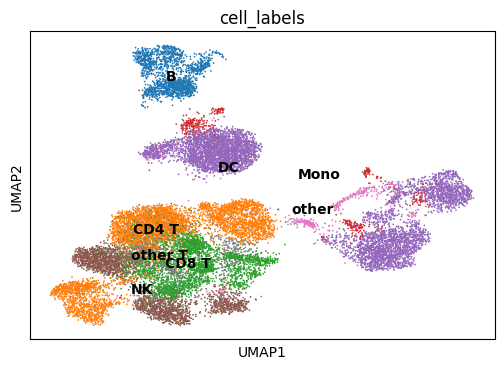 cell_labels
B
DC
Mono
other
CD4 T
other T
CD8 T
NK
UMAP2
UMAP1